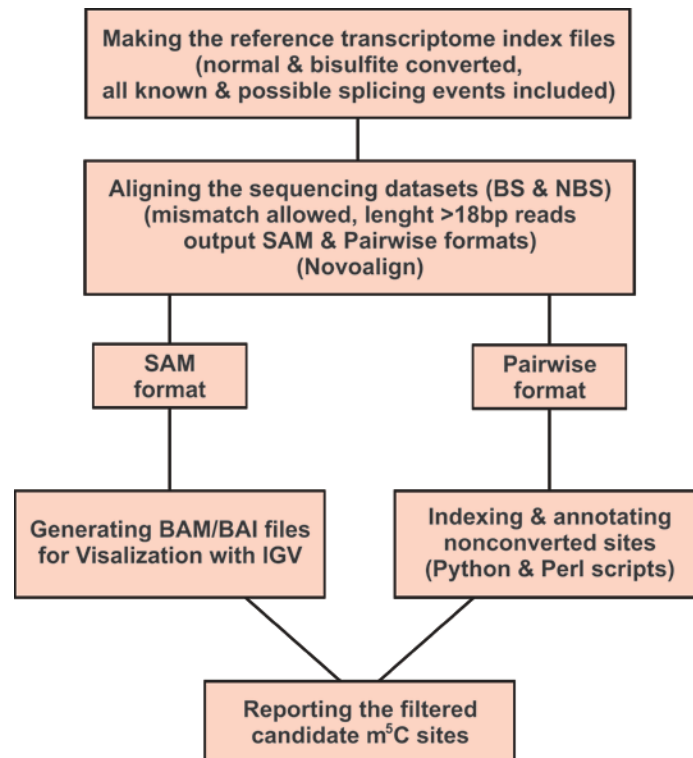 Making the reference transcriptome index files
(normal & bisulfite converted,
all known & possible splicing events included)
Aligning the sequencing datasets (BS & NBS)
(mismatch allowed, lenght >18bp reads
output SAM & Pairwise formats)
(Novoalign)
SAM
format
Pairwise
format
Generating BAM/BAI files
for Visalization with IGV
Indexing & annotating
nonconverted sites
(Python & Perl scripts)
Reporting the filtered
candidate m⁵C sites